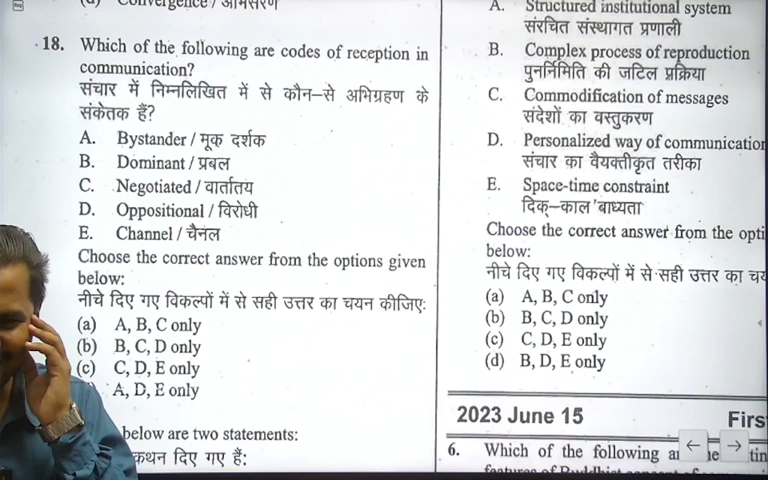 18. Which of the following are codes of reception in
communication?
संचार में निम्नलिखित में से कौन–से अभिग्रहण के
संकेतक हैं?
A. Bystander / मूक दर्शक
B. Dominant / प्रबल
C. Negotiated / वार्तातय
D. Oppositional / विरोधी
E. Channel / चैनल
Choose the correct answer from the options given
below:
नीचे दिए गए विकल्पों में से सही उत्तर का चयन कीजिए:
(a) A, B, C only
(b) B, C, D only
(c) C, D, E only
A, D, E only
below are two statements:
कथन दिए गए हैं:
A. Structured institutional system
संरचित संस्थागत प्रणाली
B. Complex process of reproduction
पुनर्निमिति की जटिल प्रक्रिया
C. Commodification of messages
संदेशों का वस्तुकरण
D. Personalized way of communication
संचार का वैयक्तीकृत तरीका
E. Space-time constraint
दिक्–काल बाध्यता
Choose the correct answer from the opti
below:
नीचे दिए गए विकल्पों में से सही उत्तर का चय
(a) A, B, C only
(b) B, C, D only
(c) C, D, E only
(d) B, D, E only
2023 June 15 Firs
6. Which of the following